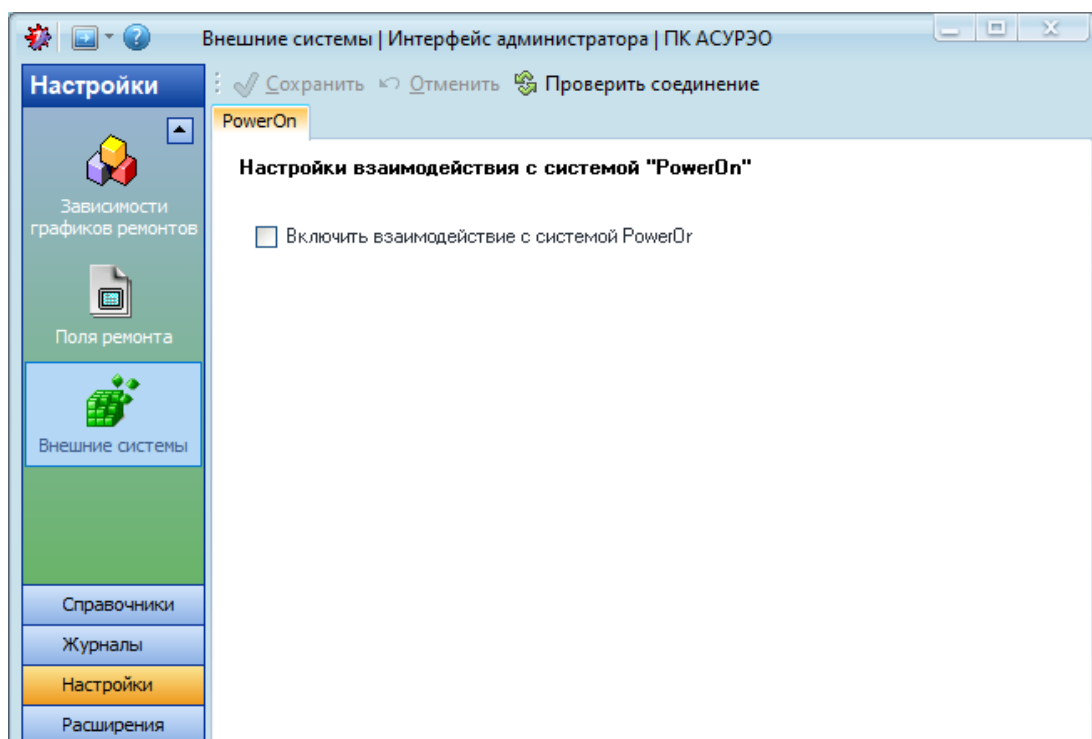 Внешние системы | Интерфейс администратора | ПК АСУРЭО
Настройки
Сохранить Отменить Проверить соединение
PowerOn
Настройки взаимодействия с системой "PowerOn"
Включить взаимодействие с системой PowerOr
Зависимости
графиков ремонтов
Поля ремонта
Внешние системы
Справочники
Журналы
Настройки
Расширения